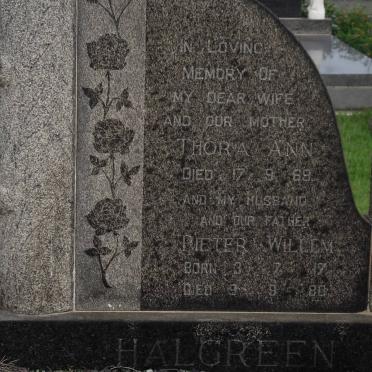 IN LOVING
MEMORY OF
MY DEAR WIFE
AND OUR MOTHER
THORA ANN
DIED 17. 9. 69.
AND MY HUSBAND
AND OUR FATHER
PIETER WILLEM
BORN 3. 7. 17.
DIED 9. 9. 80.
HALGREEN